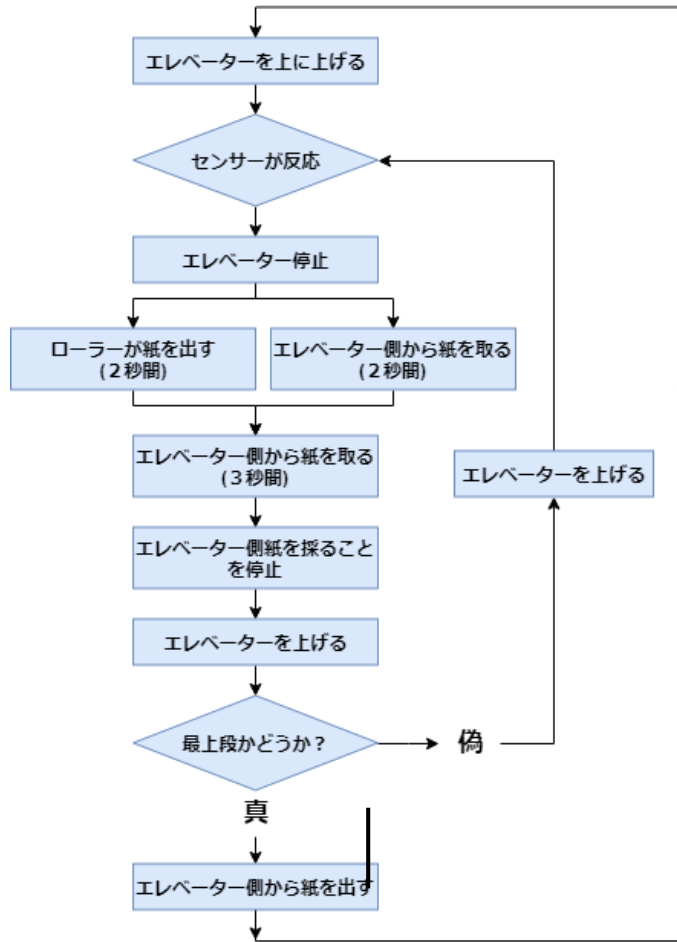 エレベーターを上に上げる
センサーが反応
エレベーター停止
ローラーが紙を出す
(２秒間)
エレベーター側から紙を取る
(２秒間)
エレベーター側から紙を取る
(３秒間)
エレベーターを上げる
エレベーター側紙を採ること
を停止
エレベーターを上げる
最上段かどうか？
偽
真
エレベーター側から紙を出す